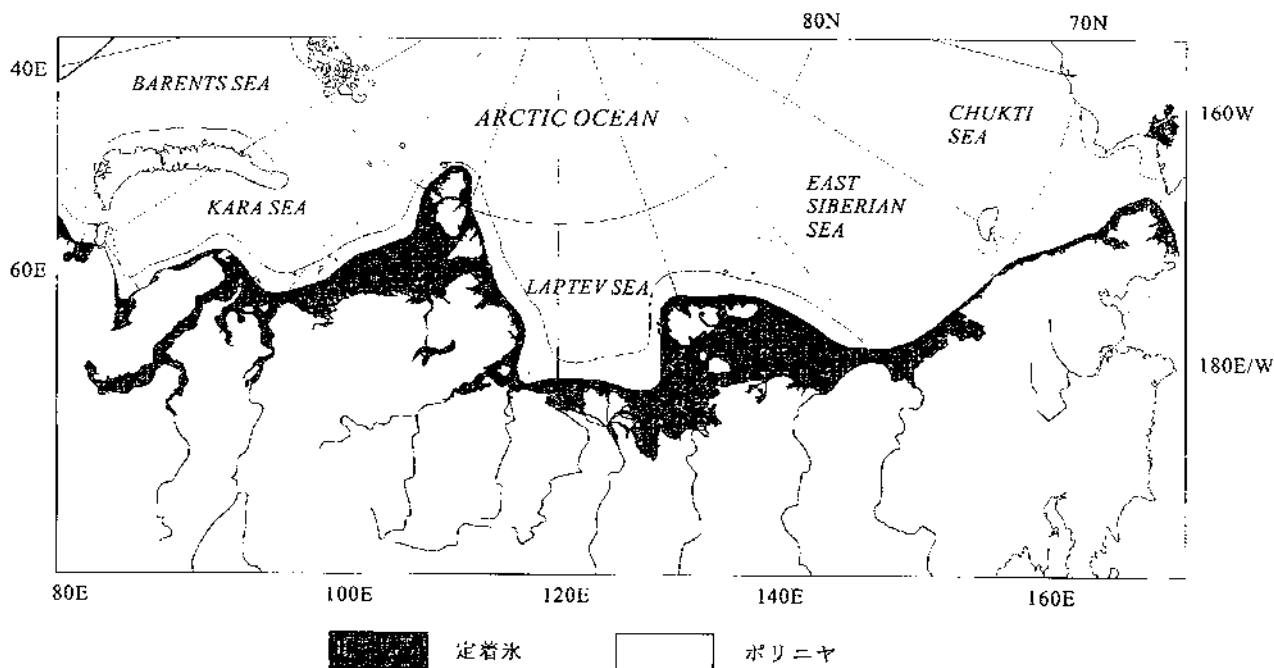 80N
70N
40E
BARENTS SEA
ARCTIC OCEAN
CHUKTI
SEA
160W
KARA SEA
EAST
SIBERIAN
SEA
60E
LAPTEV SEA
180E/W
80E
100E
120E
140E
160E
定着氷
ポリニヤ